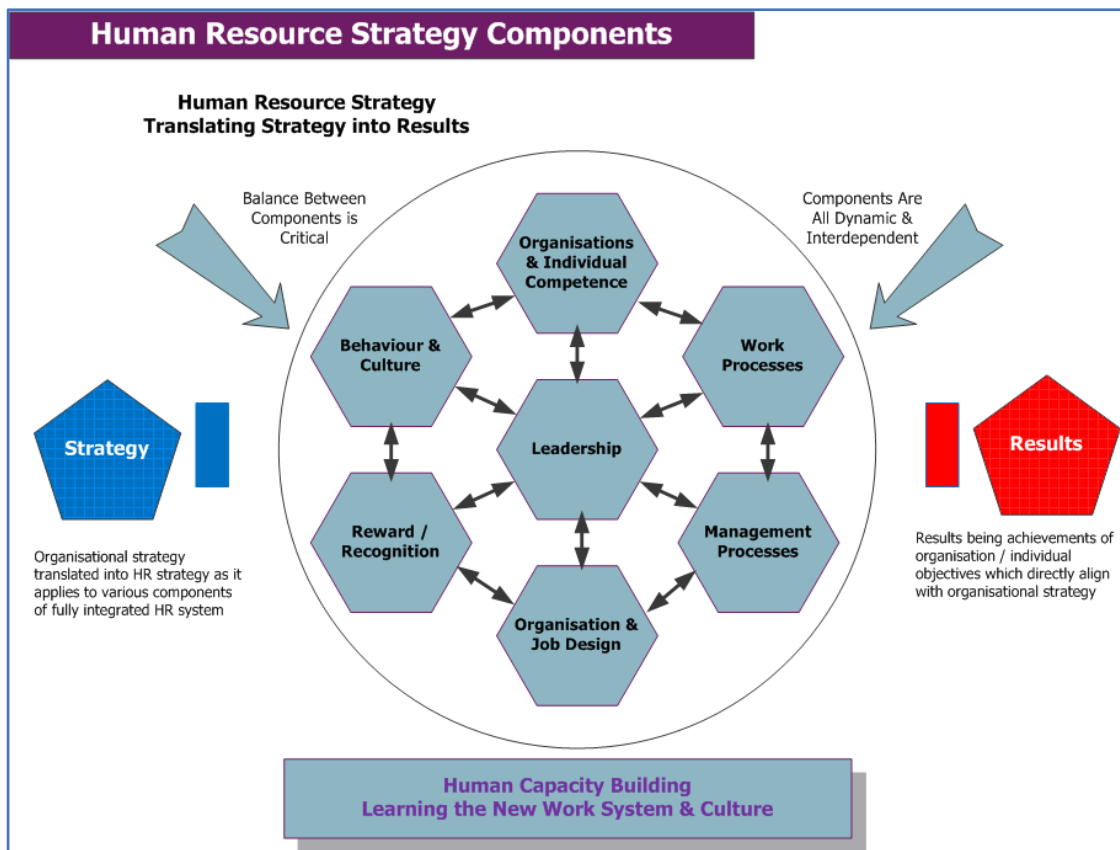 Human Resource Strategy Components
Human Resource Strategy
Translating Strategy into Results
Balance Between
Components is
Critical
Components Are
All Dynamic &
Interdependent
Organisations
& Individual
Competence
Behaviour &
Culture
Work
Processes
Strategy
Leadership
Results
Reward /
Recognition
Management
Processes
Organisation &
Job Design
Organisational strategy
translated into HR strategy as it
applies to various components
of fully integrated HR system
Results being achievements of
organisation / individual
objectives which directly align
with organisational strategy
Human Capacity Building
Learning the New Work System & Culture